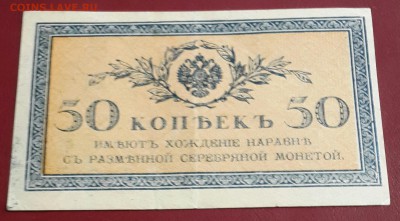 COINS.LAVE.RU
50 КОПѢЕКЪ 50
ИМѢЮТЪ ХОЖДЕНІЕ НАРАВНѢ
СЪ РАЗМѢННОЙ СЕРЕБРЯНОЙ МОНЕТОЙ.